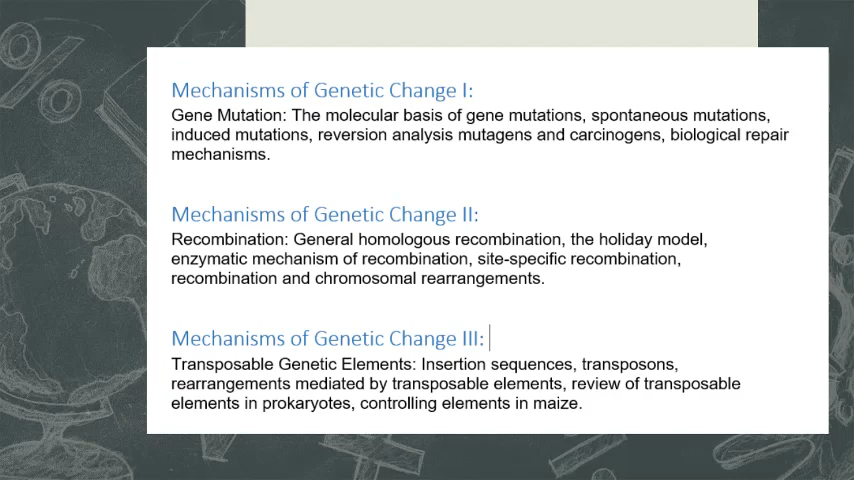 Mechanisms of Genetic Change I:
Gene Mutation: The molecular basis of gene mutations, spontaneous mutations,
induced mutations, reversion analysis mutagens and carcinogens, biological repair
mechanisms.
Mechanisms of Genetic Change II:
Recombination: General homologous recombination, the holiday model,
enzymatic mechanism of recombination, site-specific recombination,
recombination and chromosomal rearrangements.
Mechanisms of Genetic Change III:
Transposable Genetic Elements: Insertion sequences, transposons,
rearrangements mediated by transposable elements, review of transposable
elements in prokaryotes, controlling elements in maize.